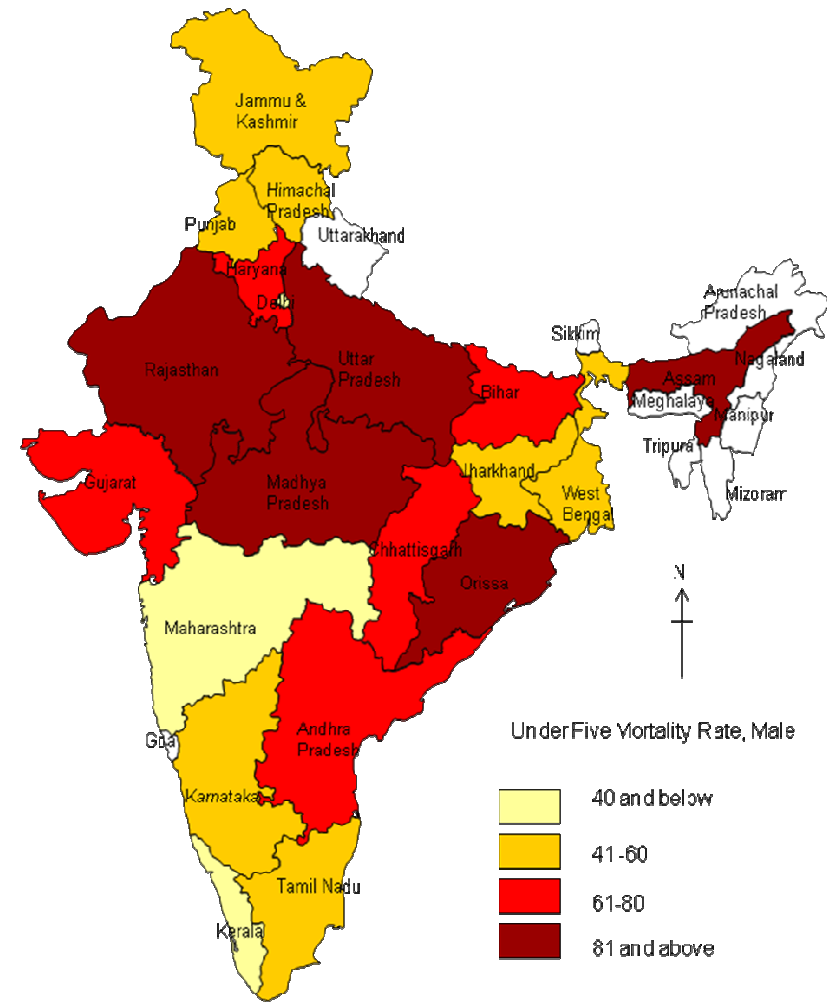 Jammu &
Kashmir
Himachal
Pradesh
Punjab
Uttarakhand
Haryana
Delhi
Arunachal
Pradesh
Sikkim
Nagaland
Rajasthan
Uttar
Pradesh
Bihar
Assam
Meghalaya
Manipur
Tripura
Mizoram
Gujarat
Madhya
Pradesh
Jharkhand
West
Bengal
Chhattisgarh
Orissa
N
Maharashtra
Goa
Andhra
Pradesh
Karnataka
Tamil Nadu
Kerala
Under Five Mortality Rate, Male
40 and below
41-60
61-80
81 and above